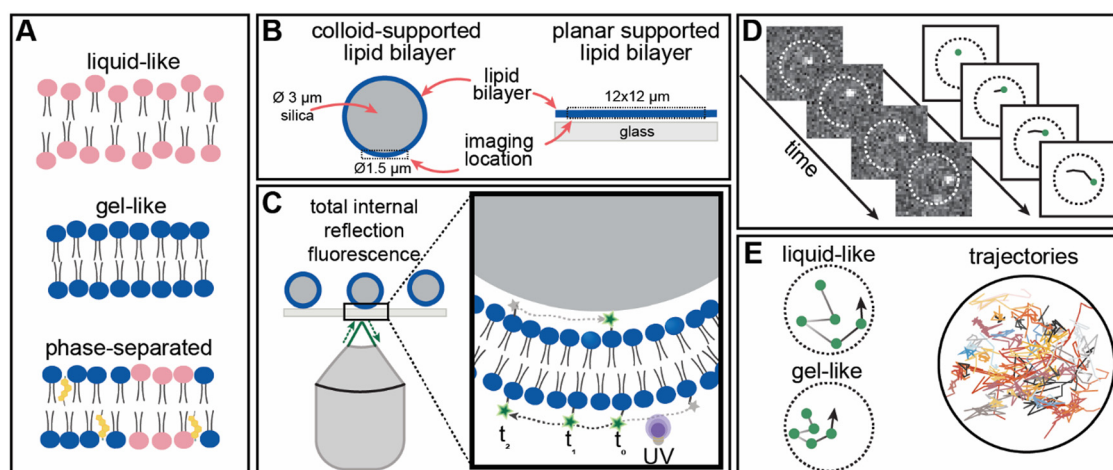 A
liquid-like
gel-like
phase-separated
B
colloid-supported
lipid bilayer
planar supported
lipid bilayer
Ø 3 µm
silica
lipid
bilayer
imaging
location
Ø1.5 µm
12x12 µm
glass
C
total internal
reflection
fluorescence
t₂
t₁
t₀
UV
D
time
E
liquid-like
gel-like
trajectories